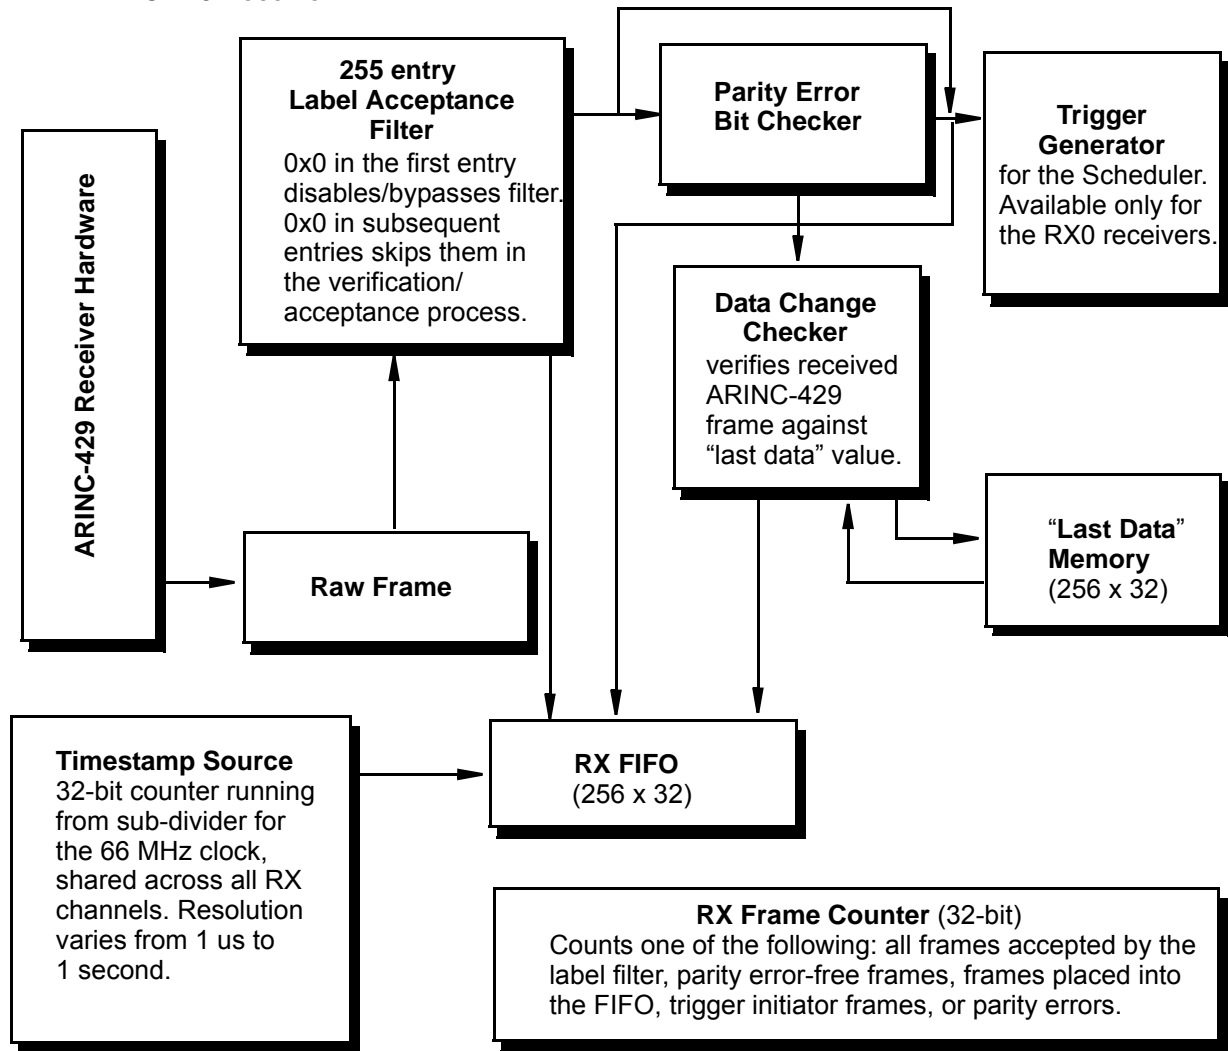 255 entry
Label Acceptance
Filter
0x0 in the first entry
disables/bypasses filter.
0x0 in subsequent
entries skips them in
the verification/
acceptance process.
Parity Error
Bit Checker
Trigger
Generator
for the Scheduler.
Available only for
the RX0 receivers.
ARINC-429 Receiver Hardware
Data Change
Checker
verifies received
ARINC-429
frame against
“last data” value.
“Last Data”
Memory
(256 x 32)
Raw Frame
Timestamp Source
32-bit counter running
from sub-divider for
the 66 MHz clock,
shared across all RX
channels. Resolution
varies from 1 us to
1 second.
RX FIFO
(256 x 32)
RX Frame Counter (32-bit)
Counts one of the following: all frames accepted by the
label filter, parity error-free frames, frames placed into
the FIFO, trigger initiator frames, or parity errors.